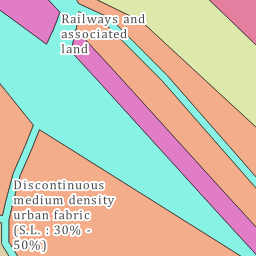 Railways and
associated
land
Discontinuous
medium density
urban fabric
(S.L. : 30% -
50%)